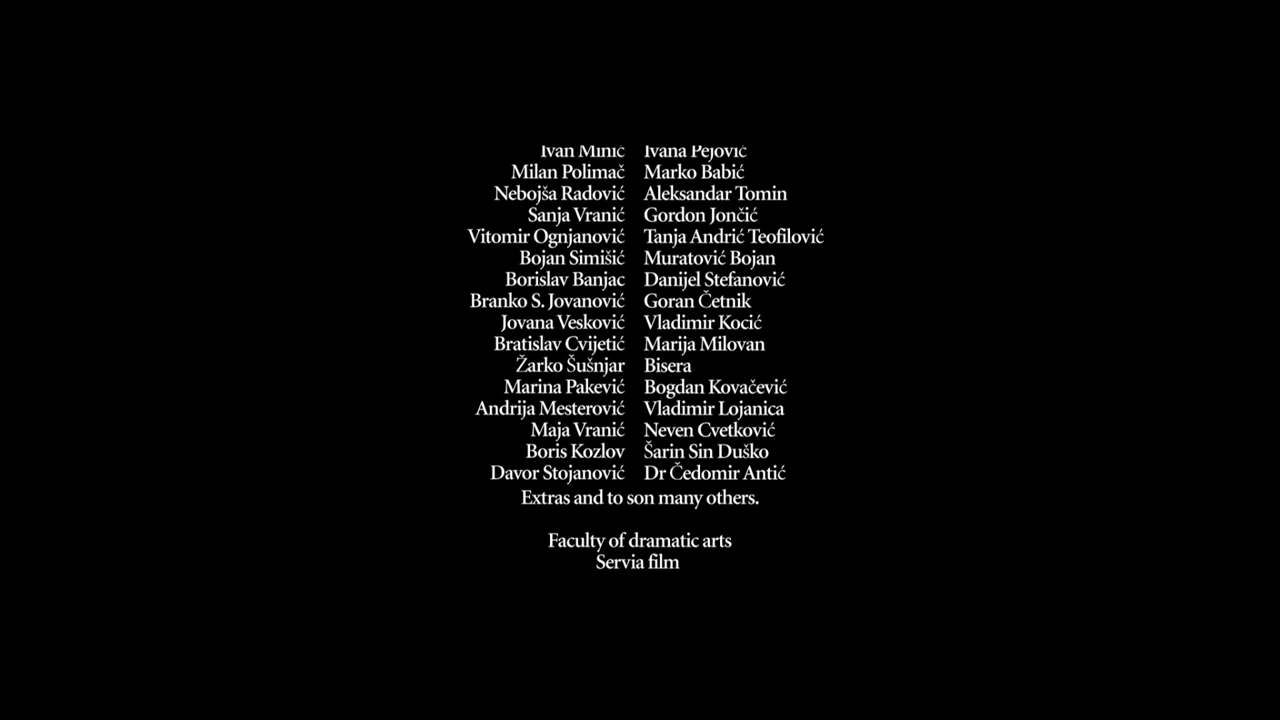 Ivan Minić Ivana Pejović
Milan Polimač Marko Babić
Nebojša Radović Aleksandar Tomin
Sanja Vranić Gordon Jončić
Vitomir Ognjanović Tanja Andrić Teofilović
Bojan Simišić Muratović Bojan
Borislav Banjac Danijel Stefanović
Branko S. Jovanović Goran Četnik
Jovana Vesković Vladimir Kocić
Bratislav Cvijetić Marija Milovan
Žarko Šušnjar Bisera
Marina Pakević Bogdan Kovačević
Andrija Mesterović Vladimir Lojanica
Maja Vranić Neven Cvetković
Boris Kozlov Šarin Sin Duško
Davor Stojanović Dr Čedomir Antić
Extras and to son many others.
Faculty of dramatic arts
Servia film